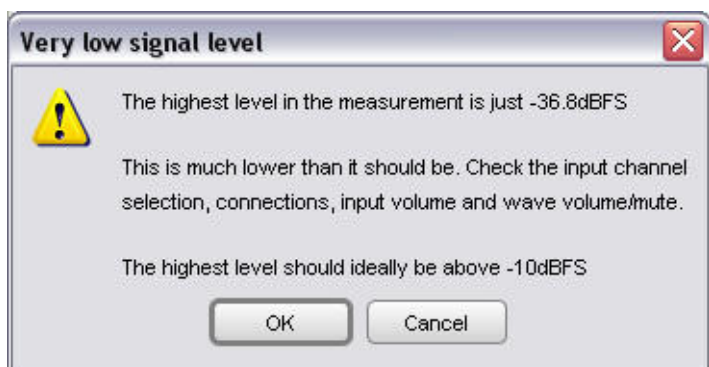 Very low signal level
The highest level in the measurement is just -36.8dBFS
This is much lower than it should be. Check the input channel
selection, connections, input volume and wave volume/mute.
The highest level should ideally be above -10dBFS
OK Cancel